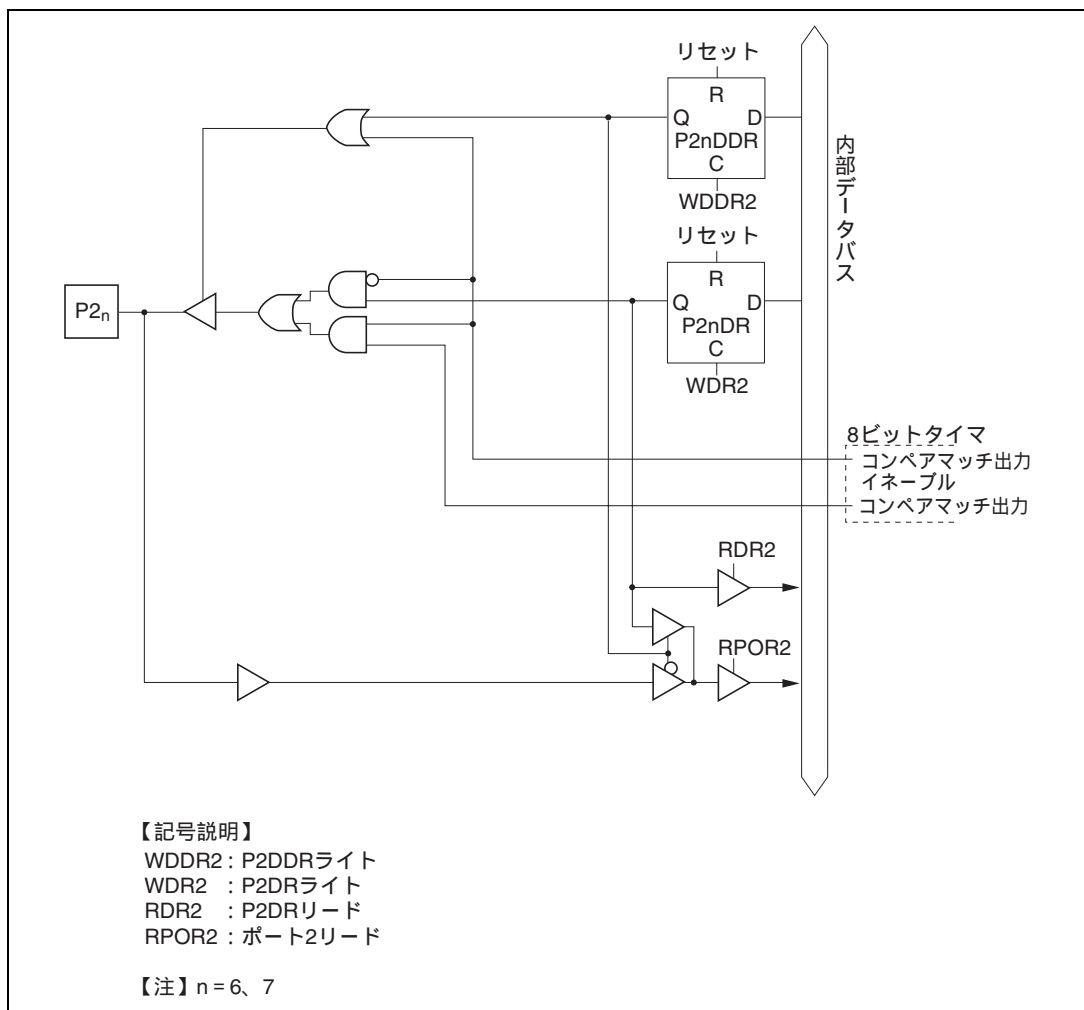 リセット
R
Q D
P2nDDR
C
WDDR2
内部データバス
リセット
R
Q D
P2nDR
C
WDR2
P2n
8ビットタイマ
コンペアマッチ出力
イネーブル
コンペアマッチ出力
RDR2
RPOR2
【記号説明】
WDDR2 : P2DDRライト
WDR2 : P2DRライト
RDR2 : P2DRリード
RPOR2 : ポート2リード
【注】n = 6、7